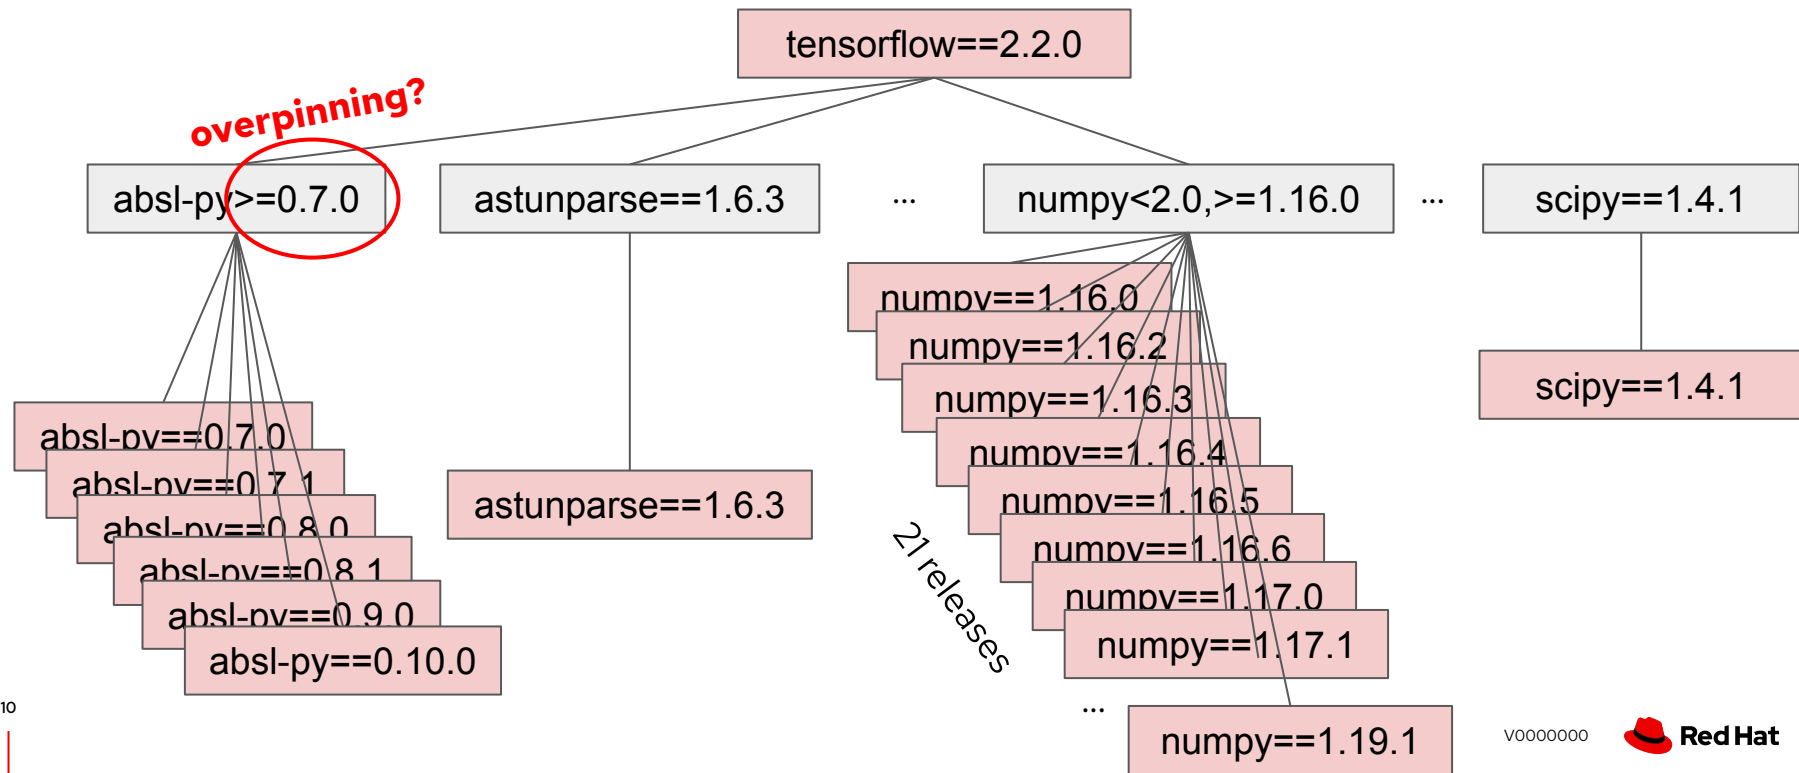 tensorflow==2.2.0
overpinning?
absl-py>=0.7.0
astunparse==1.6.3
...
numpy<2.0,>=1.16.0
...
scipy==1.4.1
absl-py==0.7.0
absl-py==0.7.1
absl-py==0.8.0
absl-py==0.8.1
absl-py==0.9.0
absl-py==0.10.0
astunparse==1.6.3
numpy==1.16.0
numpy==1.16.2
numpy==1.16.3
numpy==1.16.4
numpy==1.16.5
numpy==1.16.6
numpy==1.17.0
numpy==1.17.1
21 releases
...
numpy==1.19.1
scipy==1.4.1
10
V0000000
Red Hat